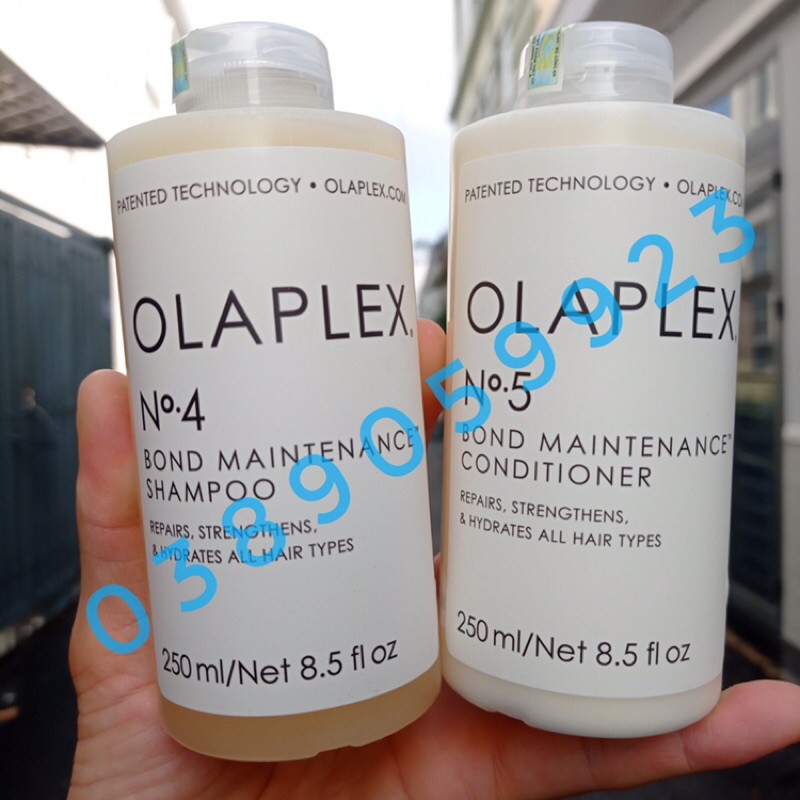 PATENTED TECHNOLOGY • OLAPLEX.COM
OLAPLEX.
Nº.4
BOND MAINTENANCE™
SHAMPOO
REPAIRS, STRENGTHENS,
& HYDRATES ALL HAIR TYPES
250 ml/Net 8.5 fl oz
PATENTED TECHNOLOGY • OLAPLEX.COM
OLAPLEX.
Nº.5
BOND MAINTENANCE™
CONDITIONER
REPAIRS, STRENGTHENS,
& HYDRATES ALL HAIR TYPES
250 ml/Net 8.5 fl oz
0389059923